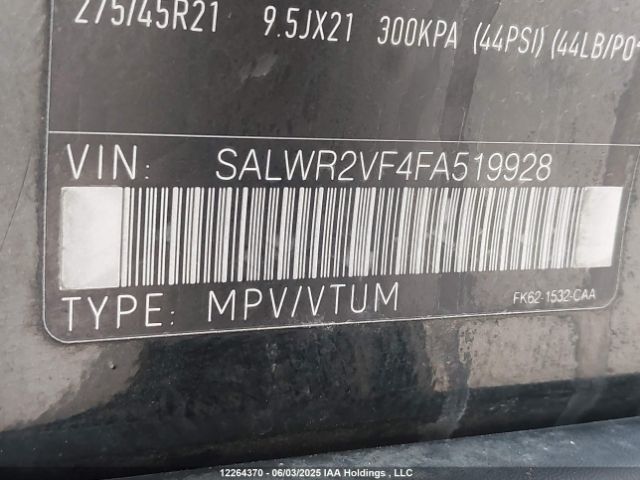 275/45R21 9.5JX21 300KPA (44PSI) (44LB/PO
VIN: SALWR2VF4FA519928
TYPE: MPV/VTUM FK62-1532-CAA
12264370 - 06/03/2025 IAA Holdings , LLC